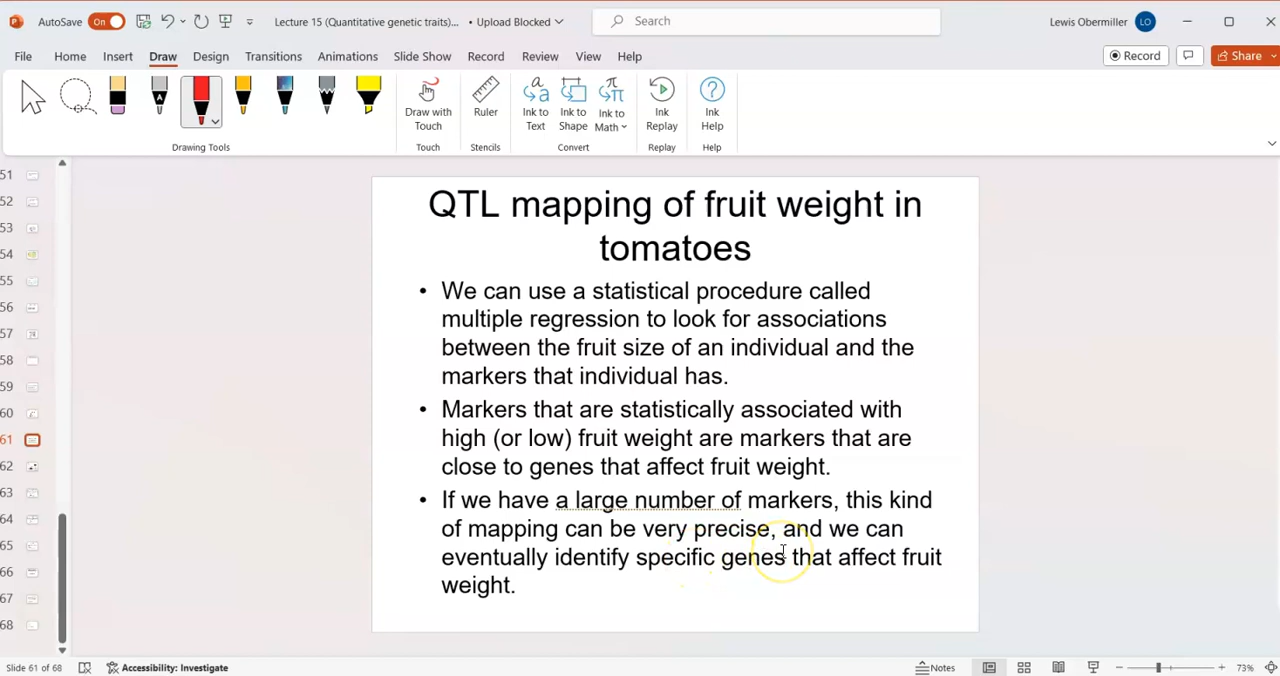 AutoSave On Lecture 15 (Quantitative genetic traits)... • Upload Blocked Search Lewis Obermiller LO
File Home Insert Draw Design Transitions Animations Slide Show Record Review View Help Record Share
Draw with Touch
Ruler
Ink to Text
Ink to Shape
Ink to Math
Ink Replay
Ink Help
Drawing Tools Touch Stencils Convert Replay Help
51
52
53
54
55
56
57
58
59
60
61
62
63
64
65
66
67
68
QTL mapping of fruit weight in
tomatoes
• We can use a statistical procedure called
multiple regression to look for associations
between the fruit size of an individual and the
markers that individual has.
• Markers that are statistically associated with
high (or low) fruit weight are markers that are
close to genes that affect fruit weight.
• If we have a large number of markers, this kind
of mapping can be very precise, and we can
eventually identify specific genes that affect fruit
weight.
Slide 61 of 68 Accessibility: Investigate Notes 73%